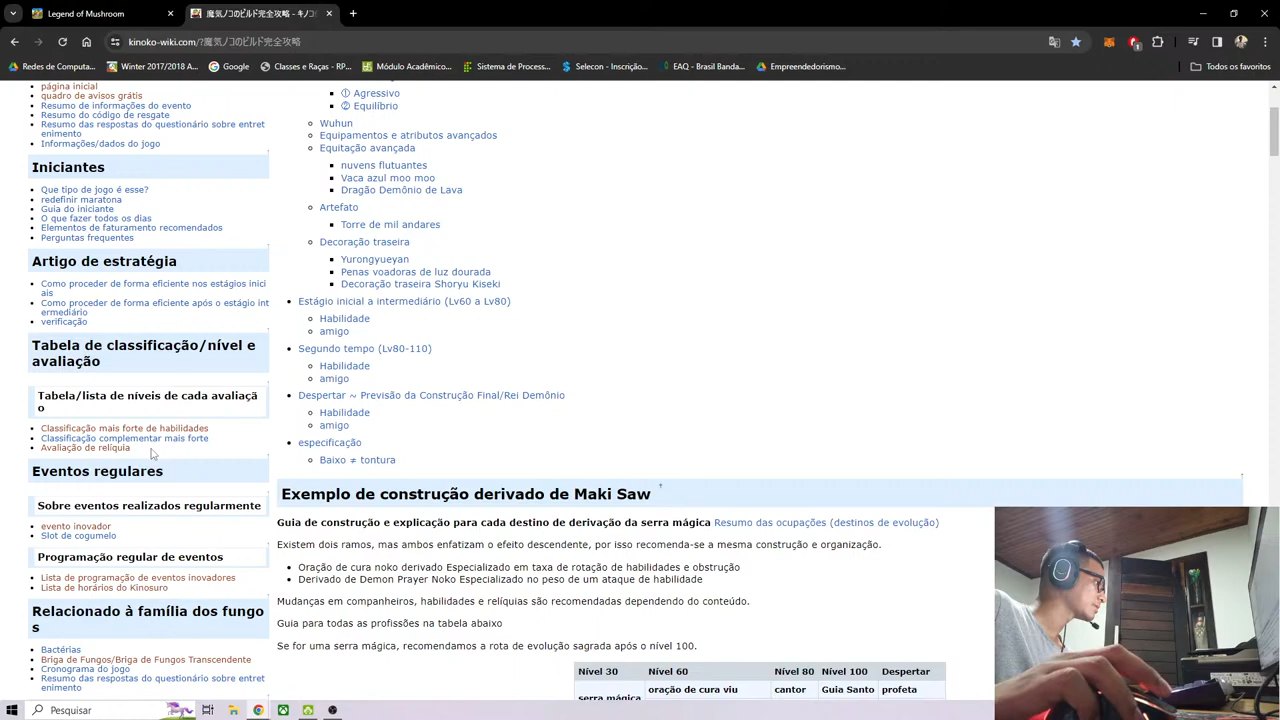 Legend of Mushroom
魔気ノコのビルド完全攻略 - キノコ
kinoko-wiki.com/?魔気ノコのビルド完全攻略
Redes de Computa...
Winter 2017/2018 A...
Google
Classes e Raças - RP...
Módulo Acadêmico...
Sistema de Proces...
Selecon - Inscrição...
EAQ - Brasil Banda...
Empreendedorismo...
Todos os favoritos
página inicial
quadro de avisos grátis
Resumo de informações do evento
Resumo do código de resgate
Resumo das respostas do questionário sobre entret
enimento
Informações/dados do jogo
Iniciantes
Que tipo de jogo é esse?
redefinir maratona
Guia do iniciante
O que fazer todos os dias
Elementos de faturamento recomendados
Perguntas frequentes
Artigo de estratégia
Como proceder de forma eficiente nos estágios inici
ais
Como proceder de forma eficiente após o estágio int
ermediário
verificação
Tabela de classificação/nível e
avaliação
Tabela/lista de níveis de cada avaliaçã
o
Classificação mais forte de habilidades
Classificação complementar mais forte
Avaliação de relíquia
Eventos regulares
Sobre eventos realizados regularmente
evento inovador
Slot de cogumelo
Programação regular de eventos
Lista de programação de eventos inovadores
Lista de horários do Kinosuro
Relacionado à família dos fungo
s
Bactérias
Briga de Fungos/Briga de Fungos Transcendente
Cronograma do jogo
Resumo das respostas do questionário sobre entret
enimento
① Agressivo
② Equilíbrio
Wuhun
Equipamentos e atributos avançados
Equitação avançada
nuvens flutuantes
Vaca azul moo moo
Dragão Demônio de Lava
Artefato
Torre de mil andares
Decoração traseira
Yurongyueyan
Penas voadoras de luz dourada
Decoração traseira Shoryu Kiseki
Estágio inicial a intermediário (Lv60 a Lv80)
Habilidade
amigo
Segundo tempo (Lv80-110)
Habilidade
amigo
Despertar ~ Previsão da Construção Final/Rei Demônio
Habilidade
amigo
especificação
Baixo ≠ tontura
Exemplo de construção derivado de Maki Saw
Guia de construção e explicação para cada destino de derivação da serra mágica Resumo das ocupações (destinos de evolução)
Existem dois ramos, mas ambos enfatizam o efeito descendente, por isso recomenda-se a mesma construção e organização.
Oração de cura noko derivado Especializado em taxa de rotação de habilidades e obstrução
Derivado de Demon Prayer Noko Especializado no peso de um ataque de habilidade
Mudanças em companheiros, habilidades e relíquias são recomendadas dependendo do conteúdo.
Guia para todas as profissões na tabela abaixo
Se for uma serra mágica, recomendamos a rota de evolução sagrada após o nível 100.
Nível 30 Nível 60 Nível 80 Nível 100 Despertar
serra mágica oração de cura viu cantor Guia Santo profeta
Pesquisar